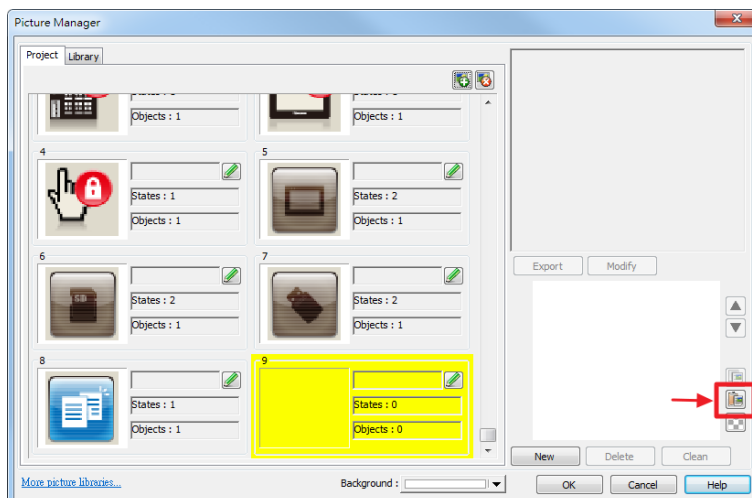 Picture Manager
Project
Library
Objects : 1
Objects : 1
4
States : 1
Objects : 1
5
States : 2
Objects : 1
6
SD
States : 2
Objects : 1
7
States : 2
Objects : 1
8
States : 1
Objects : 1
9
States : 0
Objects : 0
Export
Modify
New
Delete
Clean
More picture libraries...
Background :
OK
Cancel
Help